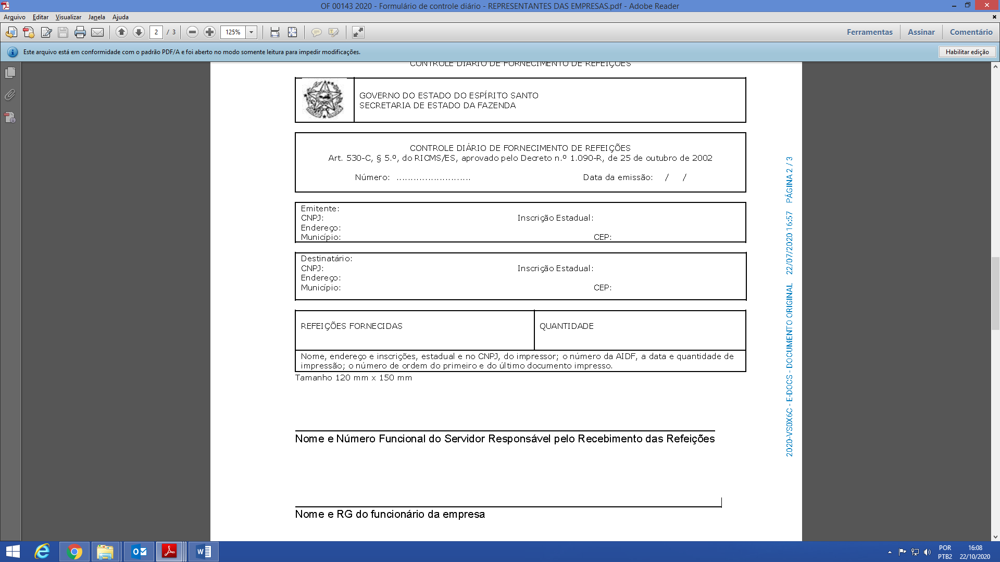 OF 00143 2020 - Formulário de controle diário - REPRESENTANTES DAS EMPRESAS.pdf - Adobe Reader
Arquivo Editar Visualizar Janela Ajuda
2 / 3 125% Ferramentas Assinar Comentário
Este arquivo está em conformidade com o padrão PDF/A e foi aberto no modo somente leitura para impedir modificações. Habilitar edição
CONTROLE DIÁRIO DE FORNECIMENTO DE REFEIÇÕES
GOVERNO DO ESTADO DO ESPÍRITO SANTO
SECRETARIA DE ESTADO DA FAZENDA
CONTROLE DIÁRIO DE FORNECIMENTO DE REFEIÇÕES
Art. 530-C, § 5.º, do RICMS/ES, aprovado pelo Decreto n.º 1.090-R, de 25 de outubro de 2002
Número: ........................... Data da emissão: / /
Emitente:
CNPJ: Inscrição Estadual:
Endereço:
Município: CEP:
Destinatário:
CNPJ: Inscrição Estadual:
Endereço:
Município: CEP:
REFEIÇÕES FORNECIDAS QUANTIDADE
Nome, endereço e inscrições, estadual e no CNPJ, do impressor; o número da AIDF, a data e quantidade de
impressão; o número de ordem do primeiro e do último documento impresso.
Tamanho 120 mm x 150 mm
Nome e Número Funcional do Servidor Responsável pelo Recebimento das Refeições
Nome e RG do funcionário da empresa
2020-VS0X6C - E-DOCS - DOCUMENTO ORIGINAL 22/07/2020 16:57 PÁGINA 2 / 3
POR 16:08
PTB2 22/10/2020